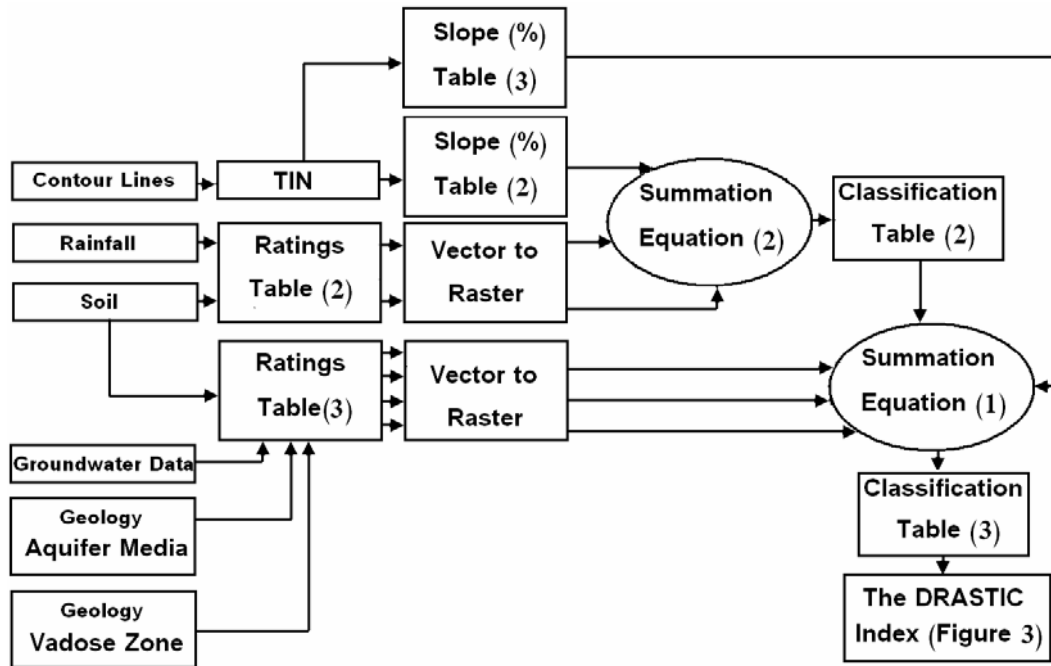 Slope (%)
Table (3)
Slope (%)
Table (2)
Contour Lines
TIN
Summation
Equation (2)
Classification
Table (2)
Rainfall
Ratings
Table (2)
Vector to
Raster
Soil
Ratings
Table(3)
Vector to
Raster
Summation
Equation (1)
Groundwater Data
Geology
Aquifer Media
Classification
Table (3)
Geology
Vadose Zone
The DRASTIC
Index (Figure 3)